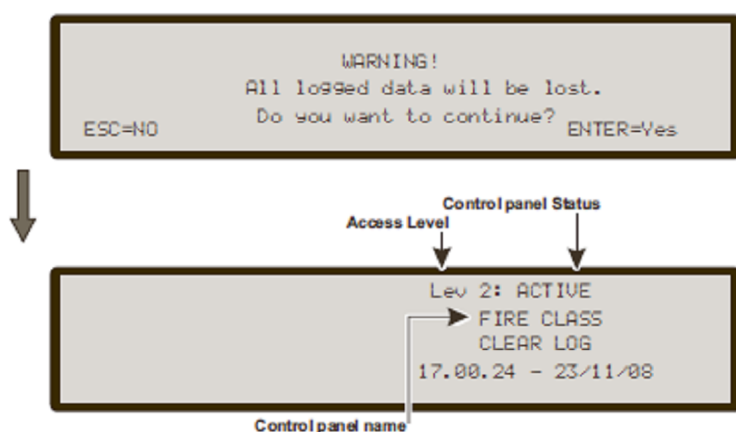 WARNING!
All logged data will be lost.
Do you want to continue?
ESC=NO
ENTER=Yes
Control panel Status
Access Level
Lev 2: ACTIVE
FIRE CLASS
CLEAR LOG
17.00.24 - 23/11/08
Control panel name